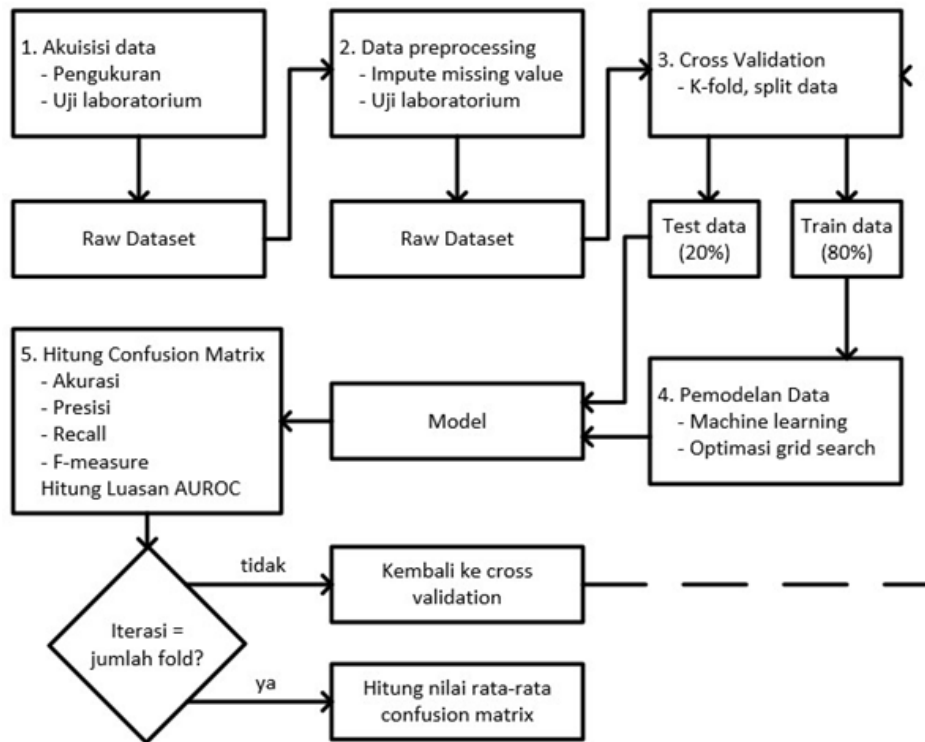 1. Akuisisi data
- Pengukuran
- Uji laboratorium
2. Data preprocessing
- Impute missing value
- Uji laboratorium
3. Cross Validation
- K-fold, split data
Raw Dataset
Raw Dataset
Test data
(20%)
Train data
(80%)
5. Hitung Confusion Matrix
- Akurasi
- Presisi
- Recall
- F-measure
Hitung Luasan AUROC
Model
4. Pemodelan Data
- Machine learning
- Optimasi grid search
tidak
Kembali ke cross
validation
Iterasi =
jumlah fold?
ya
Hitung nilai rata-rata
confusion matrix